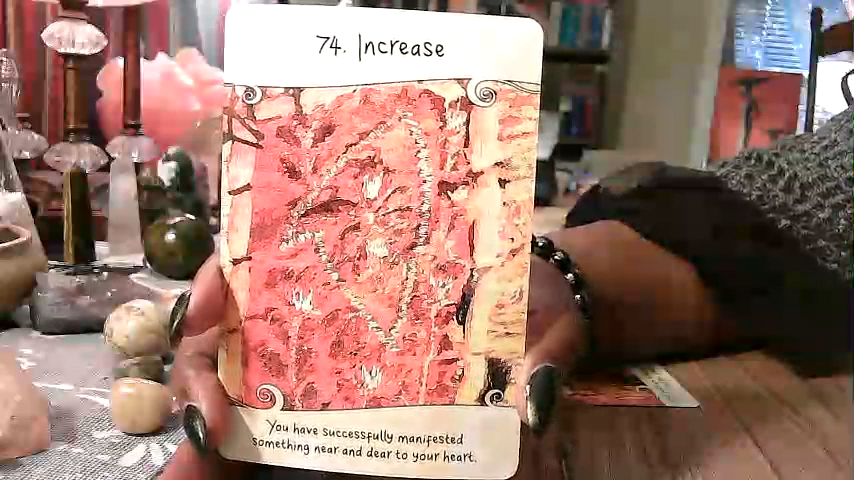 74. Increase
You have successfully manifested
something near and dear to your heart.